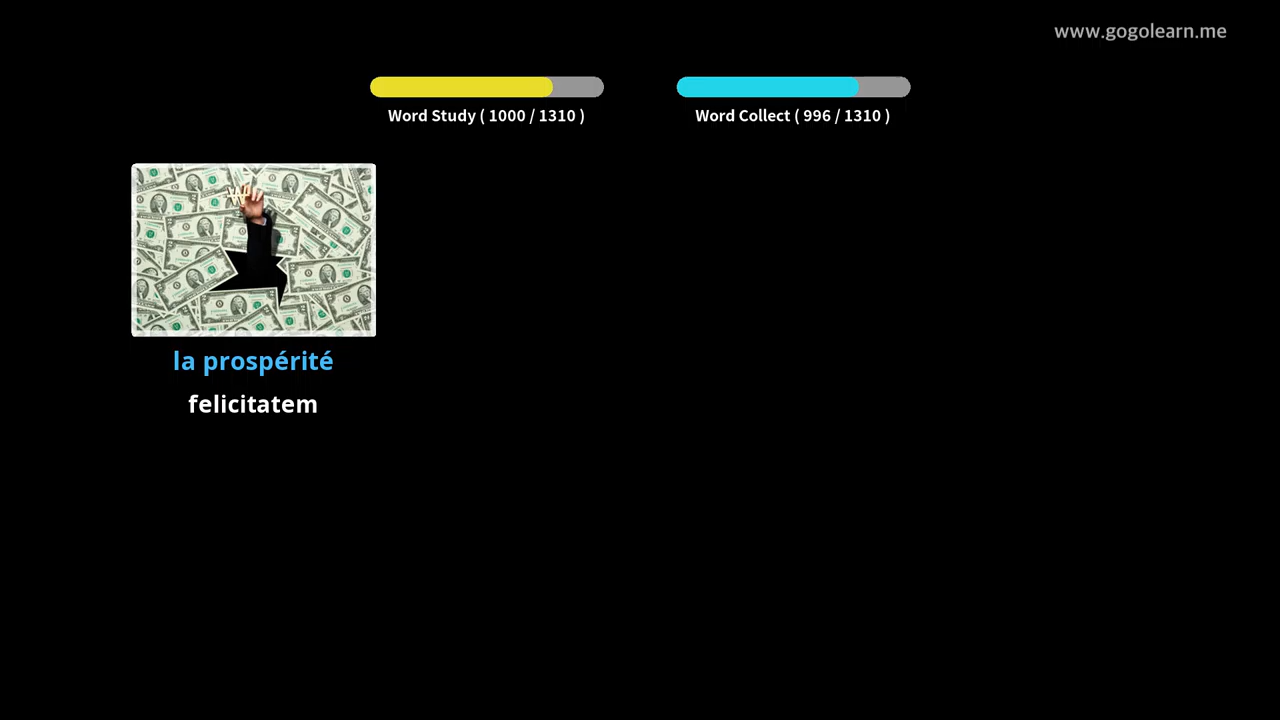 www.gogolearn.me
Word Study ( 1000 / 1310 )
Word Collect ( 996 / 1310 )
la prospérité
felicitatem